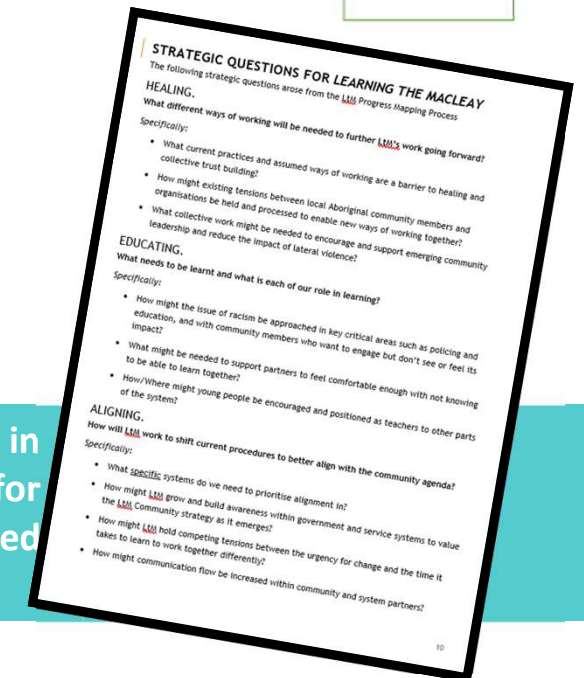 STRATEGIC QUESTIONS FOR LEARNING THE MACLEAY
The following strategic questions arose from the LtM Progress Mapping Process
HEALING.
What different ways of working will be needed to further LtM's work going forward?
Specifically:
• What current practices and assumed ways of working are a barrier to healing and
collective trust building?
• How might existing tensions between local Aboriginal community members and
organisations be held and processed to enable new ways of working together?
• What collective work might be needed to encourage and support emerging community
leadership and reduce the impact of lateral violence?
EDUCATING.
What needs to be learnt and what is each of our role in learning?
Specifically:
• How might the issue of racism be approached in key critical areas such as policing and
education, and with community members who want to engage but don't see or feel its
impact?
• What might be needed to support partners to feel comfortable enough with not knowing
to be able to learn together?
• How/Where might young people be encouraged and positioned as teachers to other parts
of the system?
ALIGNING.
How will LtM work to shift current procedures to better align with the community agenda?
Specifically:
• What specific systems do we need to prioritise alignment in?
• How might LtM grow and build awareness within government and service systems to value
the LtM Community strategy as it emerges?
• How might LtM hold competing tensions between the urgency for change and the time it
takes to learn to work together differently?
• How might communication flow be increased within community and system partners?
10
in
for
ed